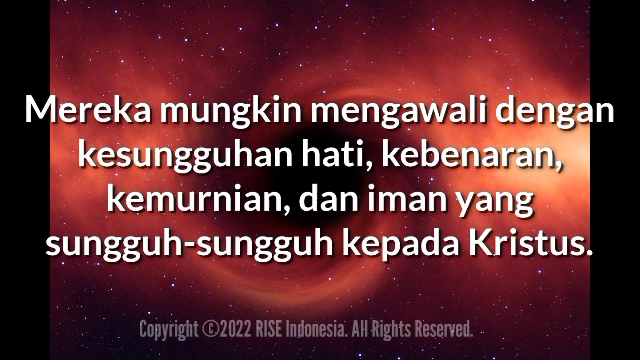 Mereka mungkin mengawali dengan
kesungguhan hati, kebenaran,
kemurnian, dan iman yang
sungguh-sungguh kepada Kristus.
Copyright ©2022 RISE Indonesia. All Rights Reserved.